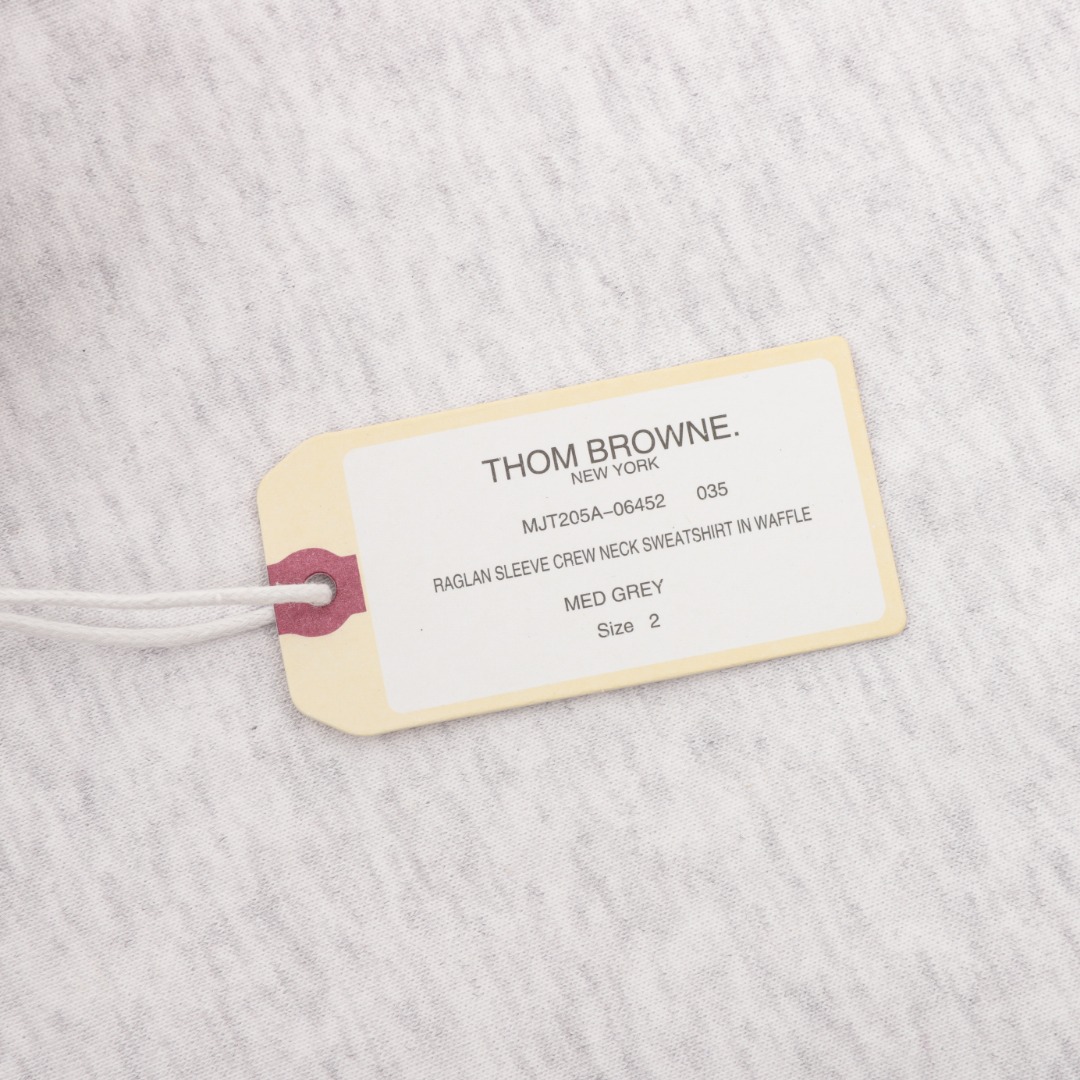 THOM BROWNE.
NEW YORK
MJT205A-06452 035
RAGLAN SLEEVE CREW NECK SWEATSHIRT IN WAFFLE
MED GREY
Size 2